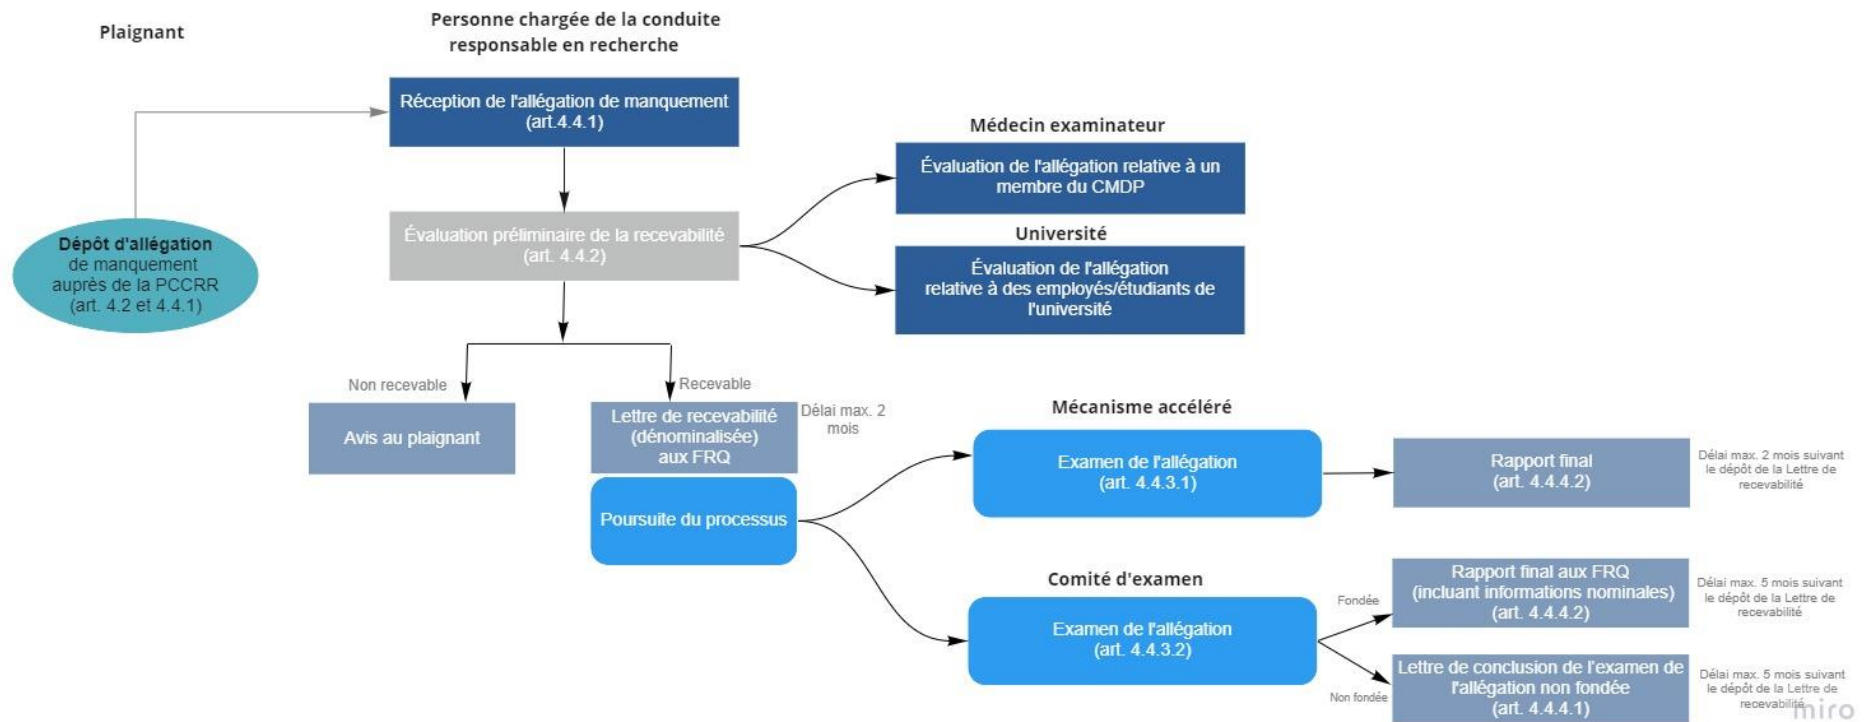 Plaignant
Personne chargée de la conduite
responsable en recherche
Réception de l'allégation de manquement
(art.4.4.1)
Médecin examinateur
Évaluation de l'allégation relative à un
membre du CMDP
Dépôt d'allégation
de manquement
auprès de la PCCRR
(art. 4.2 et 4.4.1)
Évaluation préliminaire de la recevabilité
(art. 4.4.2)
Université
Évaluation de l'allégation
relative à des employés/étudiants de
l'université
Non recevable
Recevable
Avis au plaignant
Lettre de recevabilité
(dénominalisée)
aux FRQ
Délai max. 2
mois
Poursuite du processus
Mécanisme accéléré
Examen de l'allégation
(art. 4.4.3.1)
Rapport final
(art. 4.4.4.2)
Délai max. 2 mois suivant
le dépôt de la Lettre de
recevabilité
Comité d'examen
Examen de l'allégation
(art. 4.4.3.2)
Fondée
Rapport final aux FRQ
(incluant informations nominales)
(art. 4.4.4.2)
Délai max. 5 mois suivant
le dépôt de la Lettre de
recevabilité
Non fondée
Lettre de conclusion de l'examen de
l'allégation non fondée
(art. 4.4.4.1)
Délai max. 5 mois suivant
le dépôt de la Lettre de
recevabilité
miro